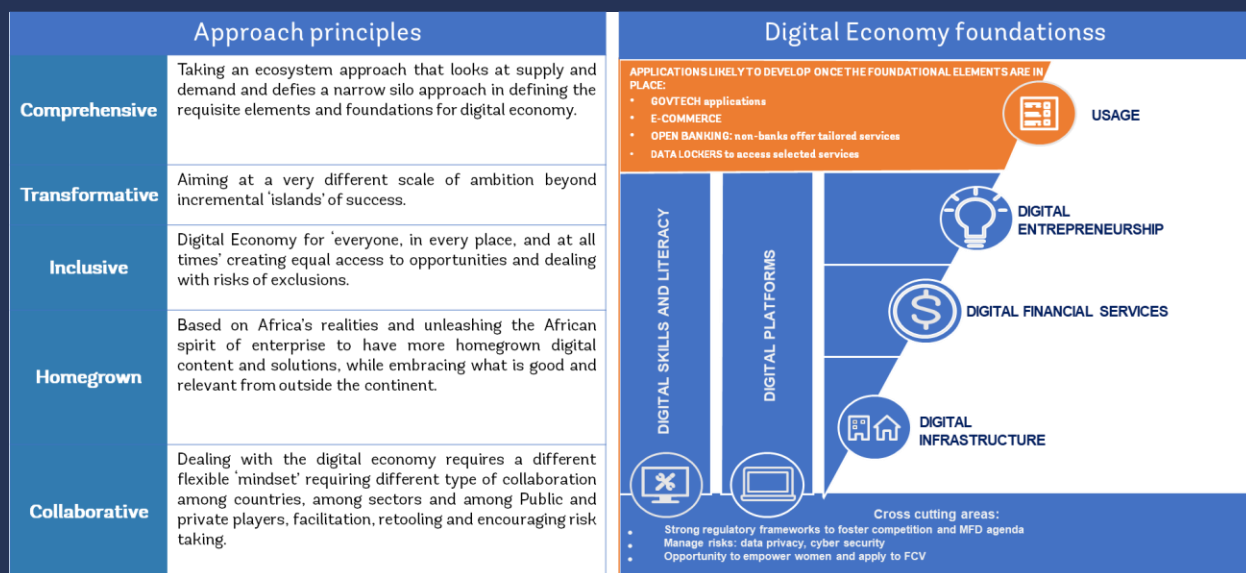 Approach principles
Comprehensive
Taking an ecosystem approach that looks at supply and
demand and defies a narrow silo approach in defining the
requisite elements and foundations for digital economy.
Transformative
Aiming at a very different scale of ambition beyond
incremental ‘islands’ of success.
Inclusive
Digital Economy for ‘everyone, in every place, and at all
times’ creating equal access to opportunities and dealing
with risks of exclusions.
Homegrown
Based on Africa’s realities and unleashing the African
spirit of enterprise to have more homegrown digital
content and solutions, while embracing what is good and
relevant from outside the continent.
Collaborative
Dealing with the digital economy requires a different
flexible ‘mindset’ requiring different type of collaboration
among countries, among sectors and among Public and
private players, facilitation, retooling and encouraging risk
taking.
Digital Economy foundationss
APPLICATIONS LIKELY TO DEVELOP ONCE THE FOUNDATIONAL ELEMENTS ARE IN
PLACE:
• GOVTECH applications
• E-COMMERCE
• OPEN BANKING: non-banks offer tailored services
• DATA LOCKERS to access selected services
USAGE
DIGITAL SKILLS AND LITERACY
DIGITAL PLATFORMS
DIGITAL
ENTREPRENEURSHIP
DIGITAL FINANCIAL SERVICES
DIGITAL
INFRASTRUCTURE
Cross cutting areas:
• Strong regulatory frameworks to foster competition and MFD agenda
• Manage risks: data privacy, cyber security
• Opportunity to empower women and apply to FCV